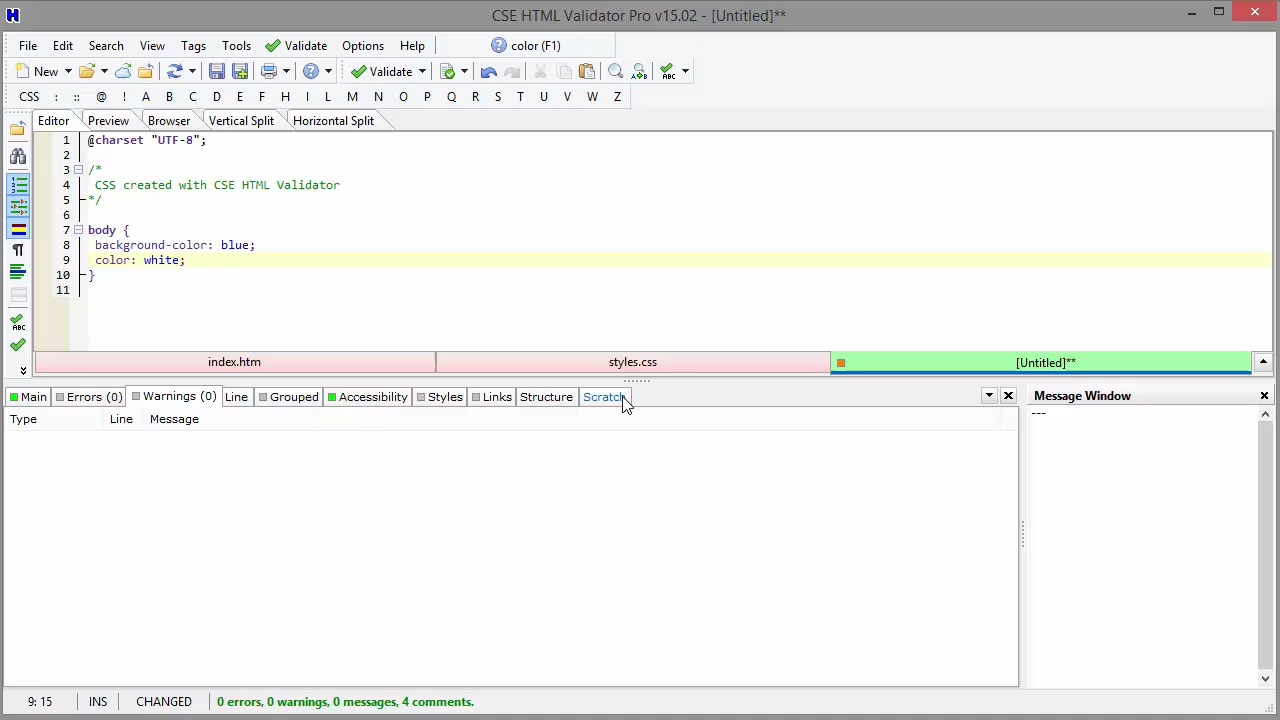 CSE HTML Validator Pro v15.02 - [Untitled]**
File Edit Search View Tags Tools Validate Options Help color (F1)
New Validate
CSS : :: @ ! A B C D E F H I L M N O P Q R S T U V W Z
Editor Preview Browser Vertical Split Horizontal Split
1 @charset "UTF-8";
2
3 /*
4 CSS created with CSE HTML Validator
5 */
6
7 body {
8 background-color: blue;
9 color: white;
10 }
11
index.htm styles.css [Untitled]**
Main Errors (0) Warnings (0) Line Grouped Accessibility Styles Links Structure Scratch
Message Window
Type Line Message
---
9: 15 INS CHANGED 0 errors, 0 warnings, 0 messages, 4 comments.